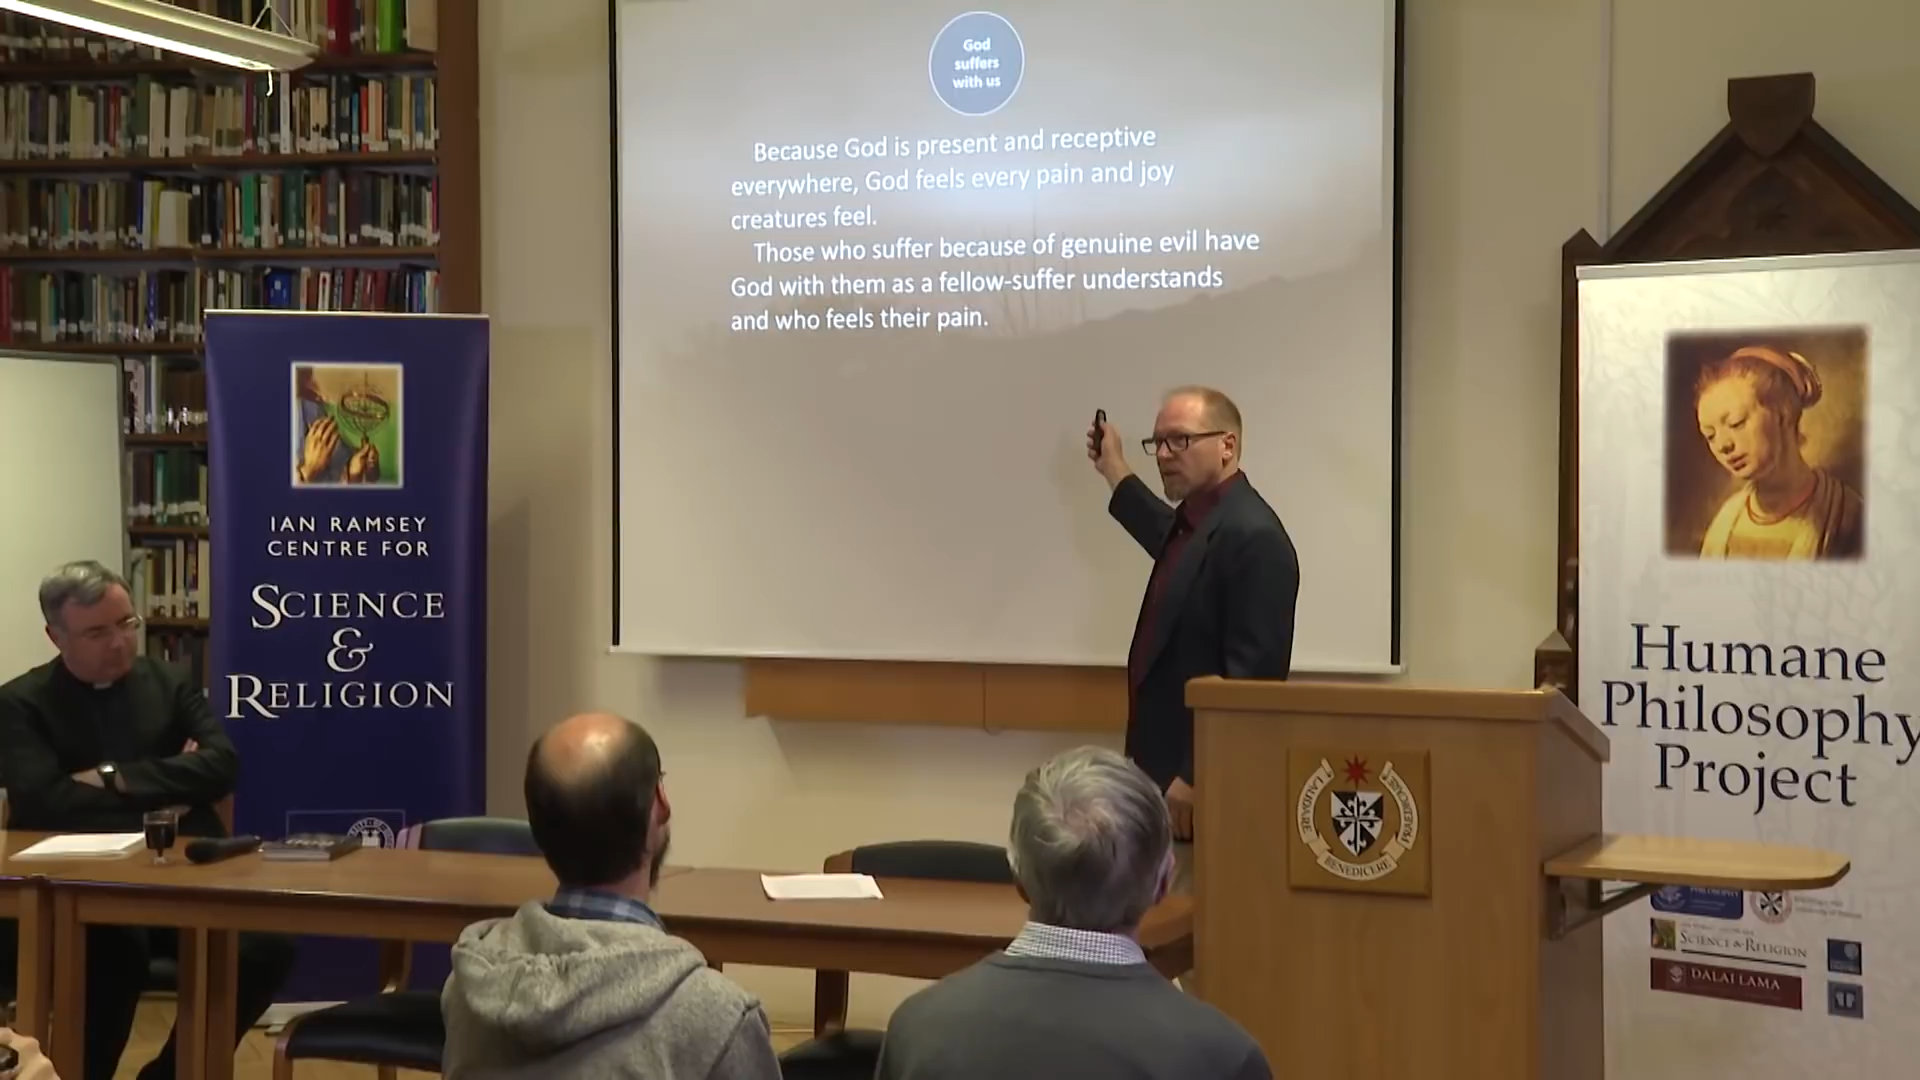 God
suffers
with us
Because God is present and receptive
everywhere, God feels every pain and joy
creatures feel.
Those who suffer because of genuine evil have
God with them as a fellow-suffer understands
and who feels their pain.
IAN RAMSEY
CENTRE FOR
SCIENCE
&
RELIGION
Humane
Philosophy
Project
LAUDARE
BENEDICERE
PRAEDICARE
SCIENCE & RELIGION
DALAI LAMA